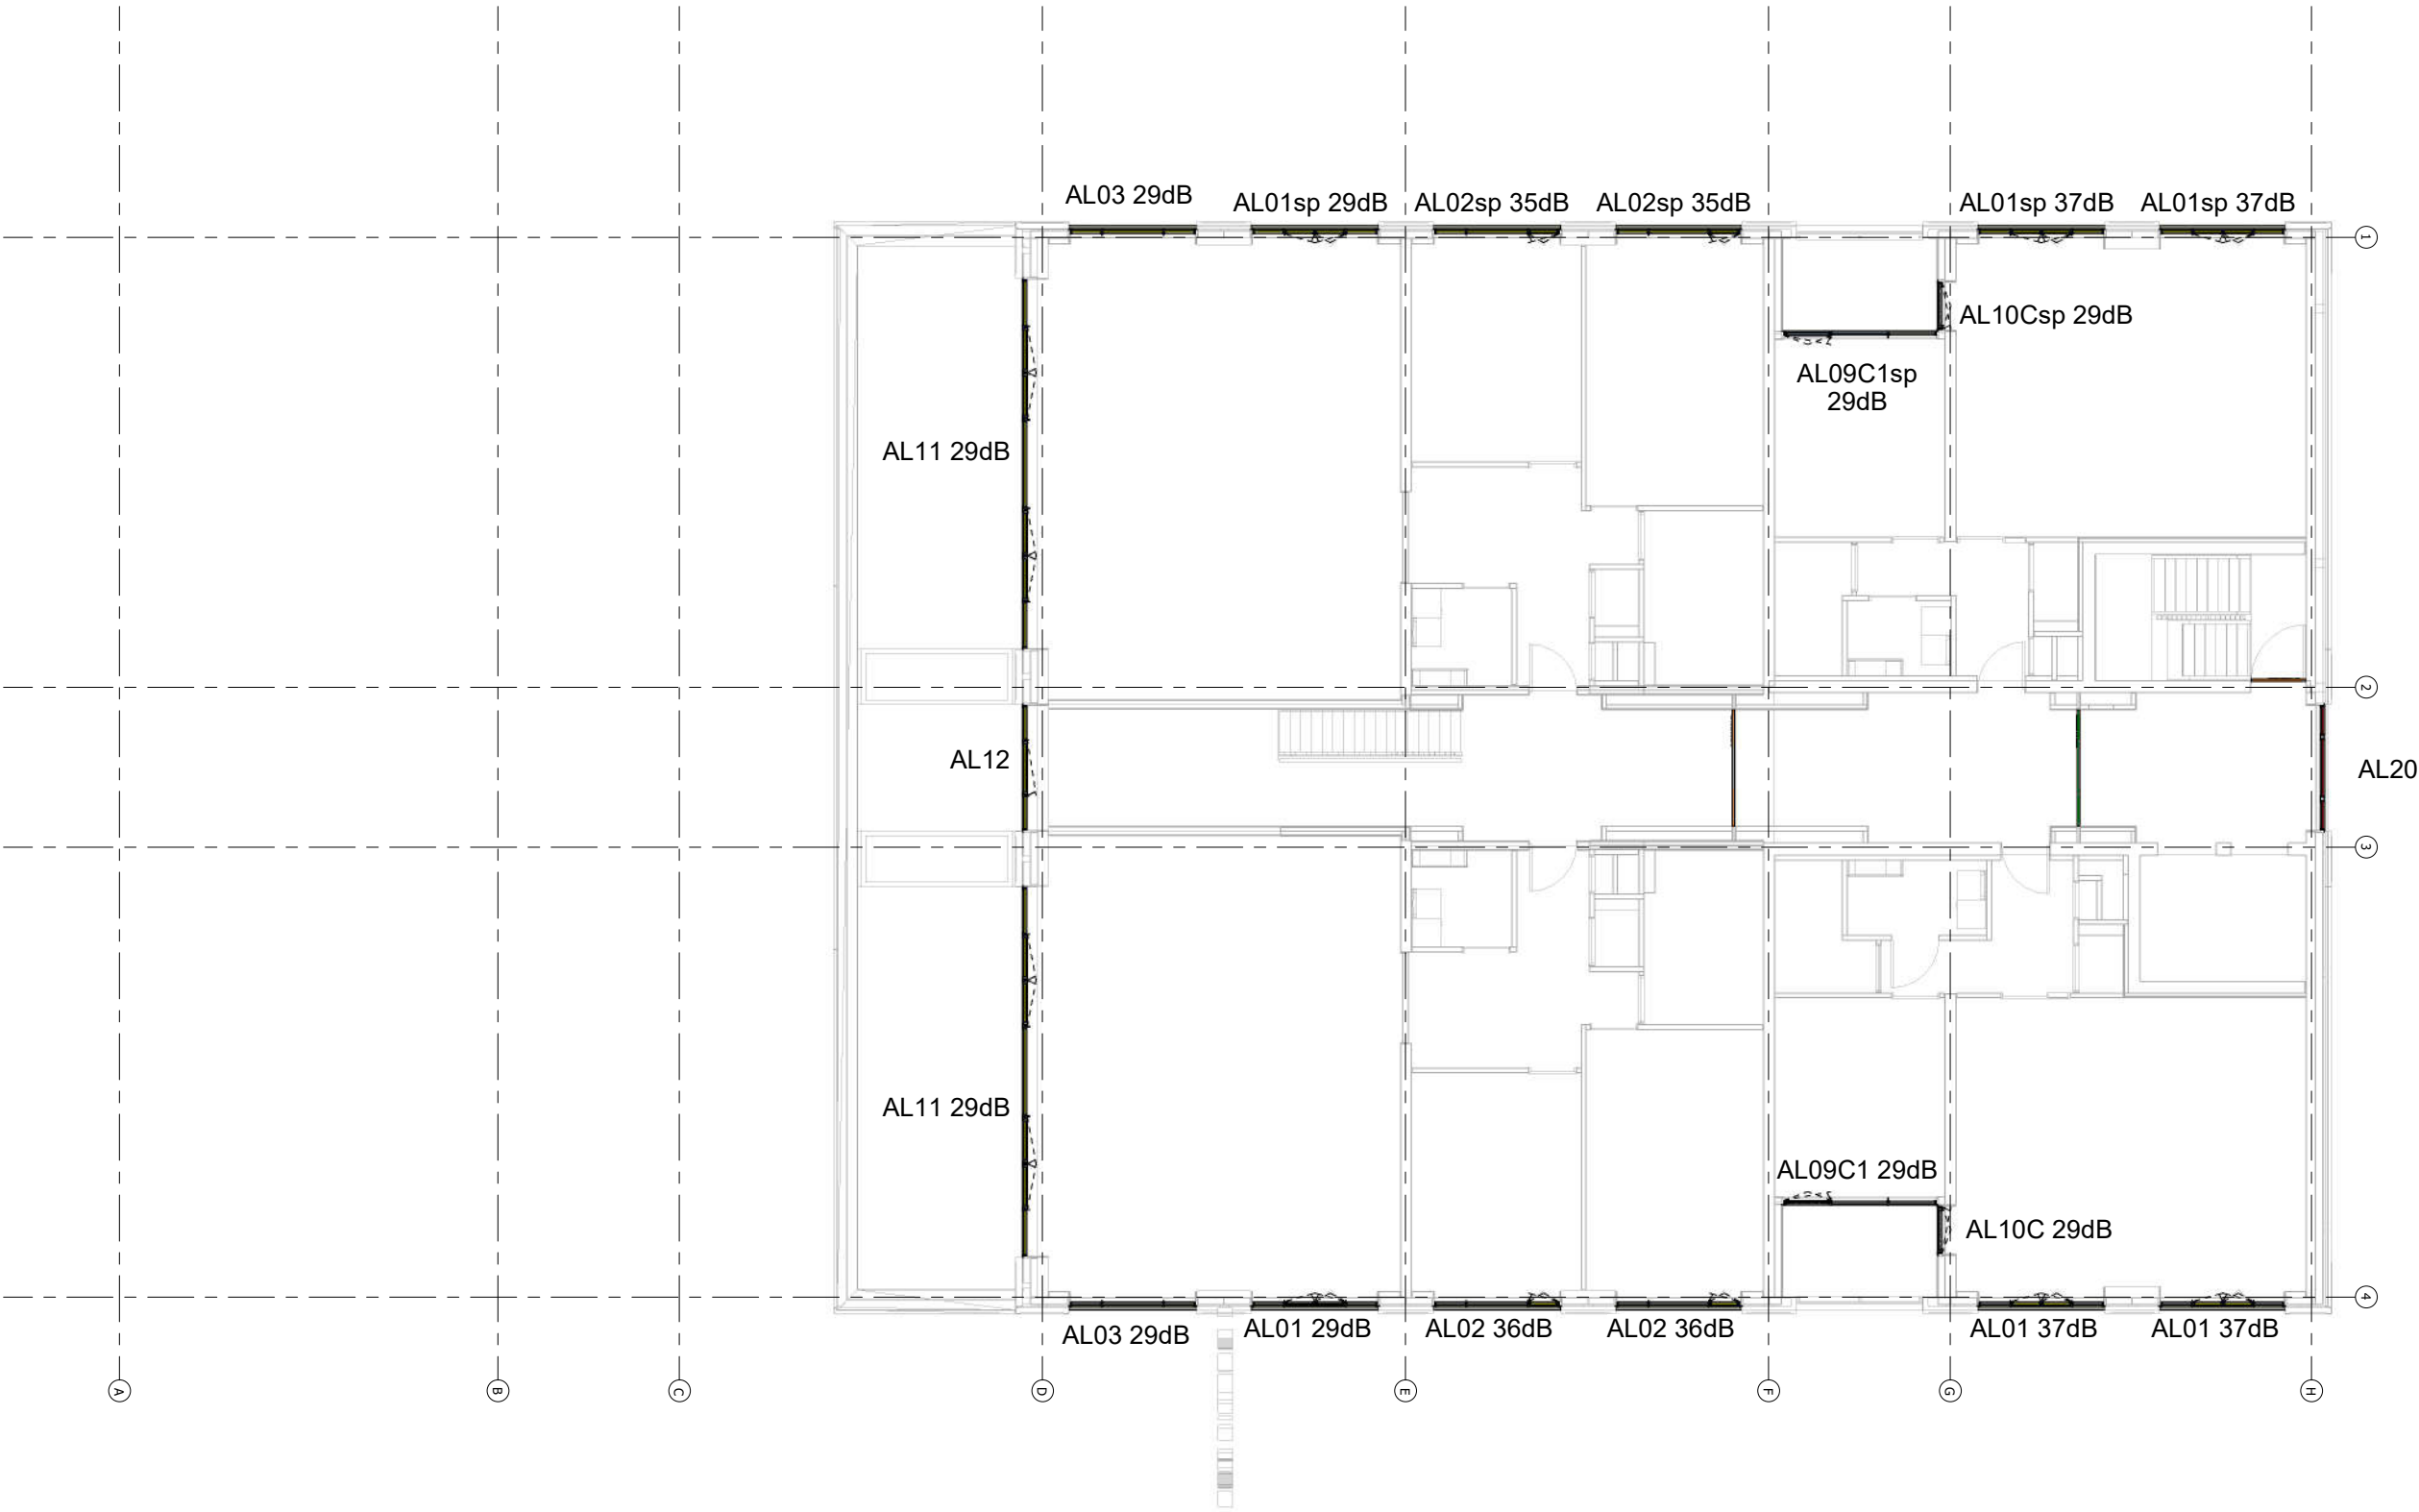 AL03 29dB
AL01sp 29dB
AL02sp 35dB
AL02sp 35dB
AL01sp 37dB
AL01sp 37dB
1
AL10Csp 29dB
AL09C1sp
29dB
AL11 29dB
2
AL12
AL20
3
AL11 29dB
AL09C1 29dB
AL10C 29dB
4
AL03 29dB
AL01 29dB
AL02 36dB
AL02 36dB
AL01 37dB
AL01 37dB
A
B
C
D
E
F
G
H